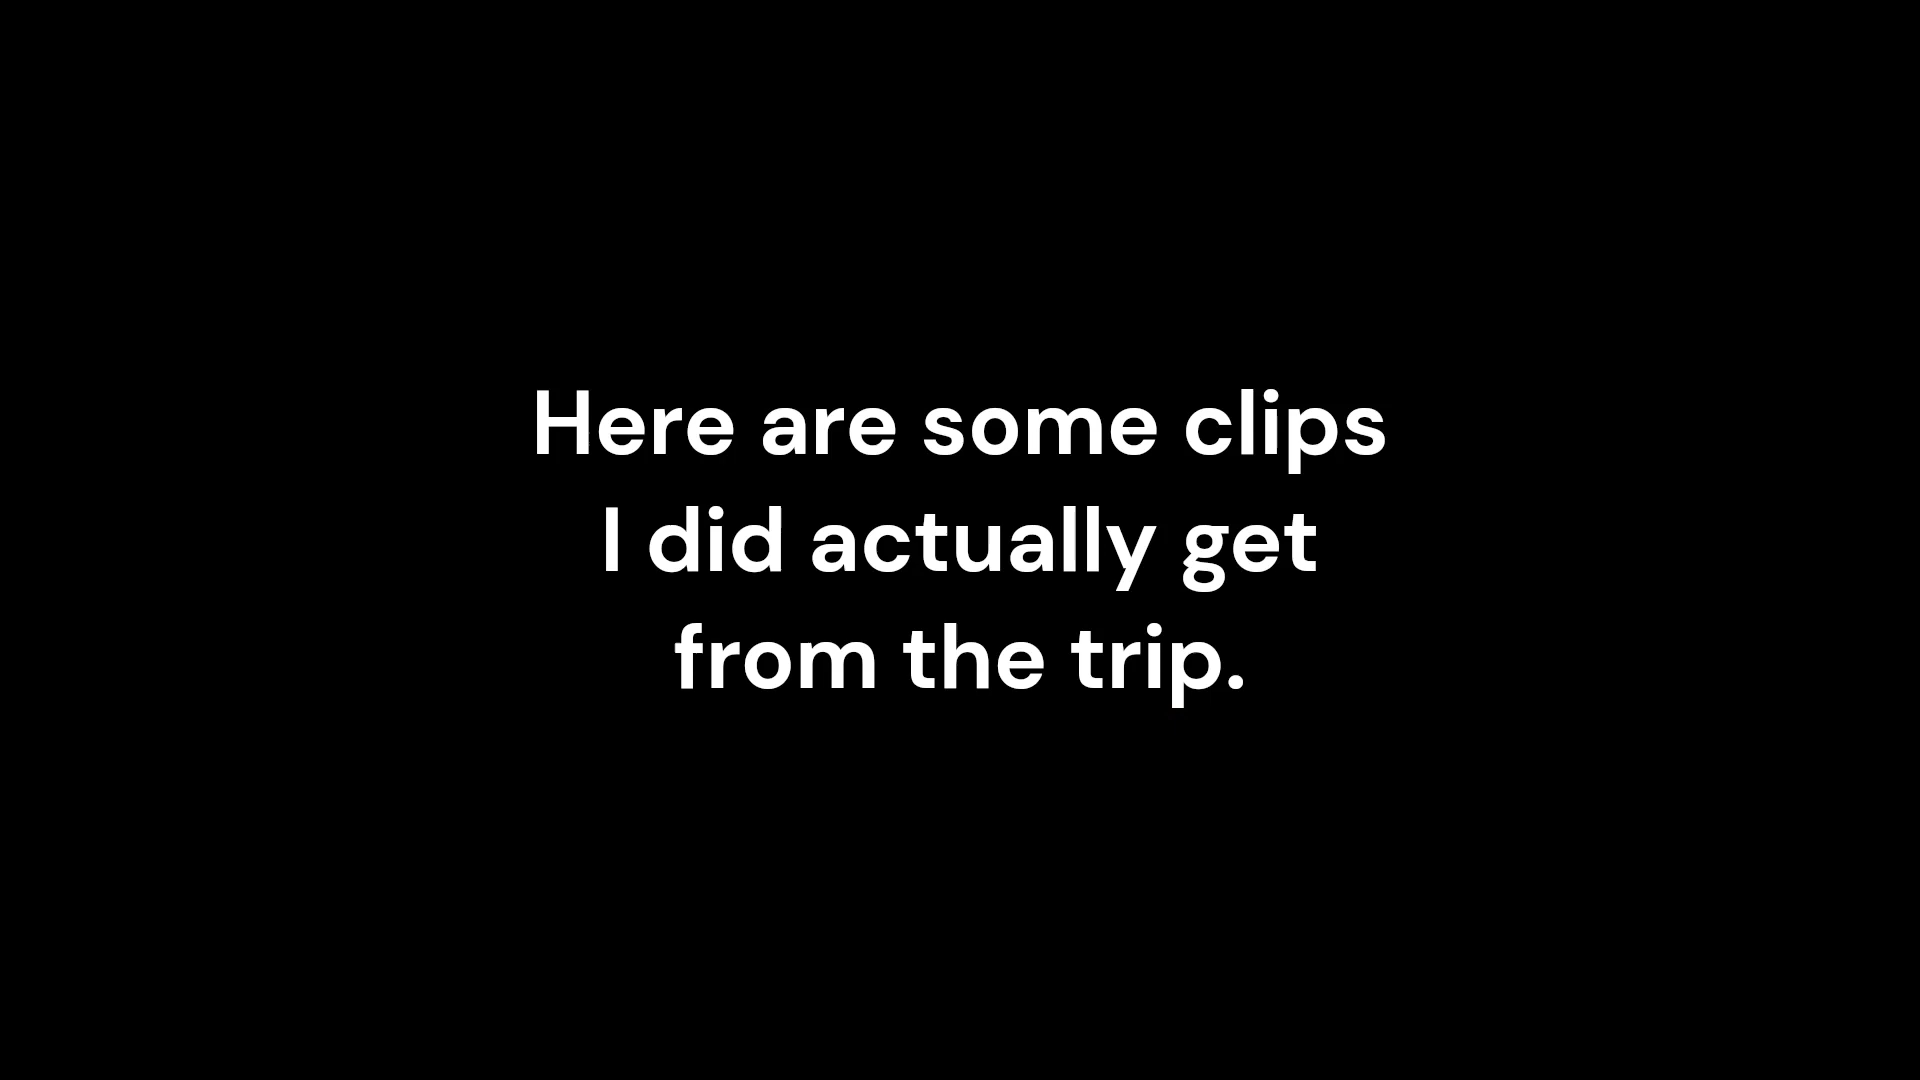 Here are some clips
I did actually get
from the trip.